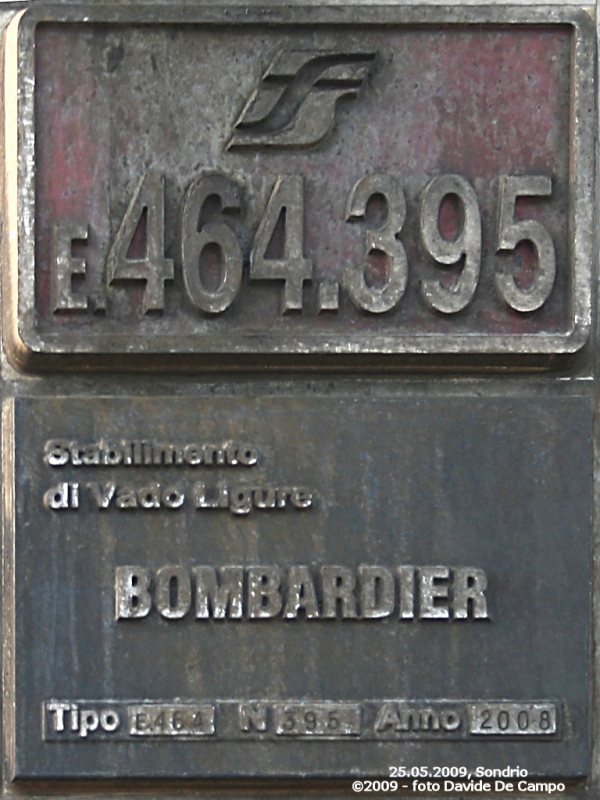 E.464.395
Stabilimento
di Vado Ligure
BOMBARDIER
Tipo E464 N 395 Anno 2008
25.05.2009, Sondrio
©2009 - foto Davide De Campo